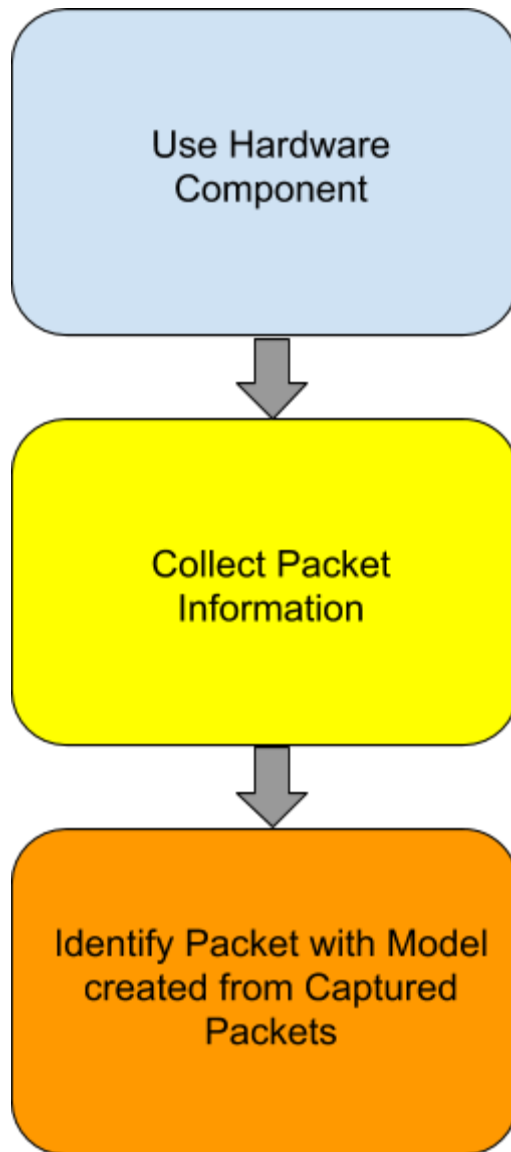 Use Hardware
Component
Collect Packet
Information
Identify Packet with Model
created from Captured
Packets